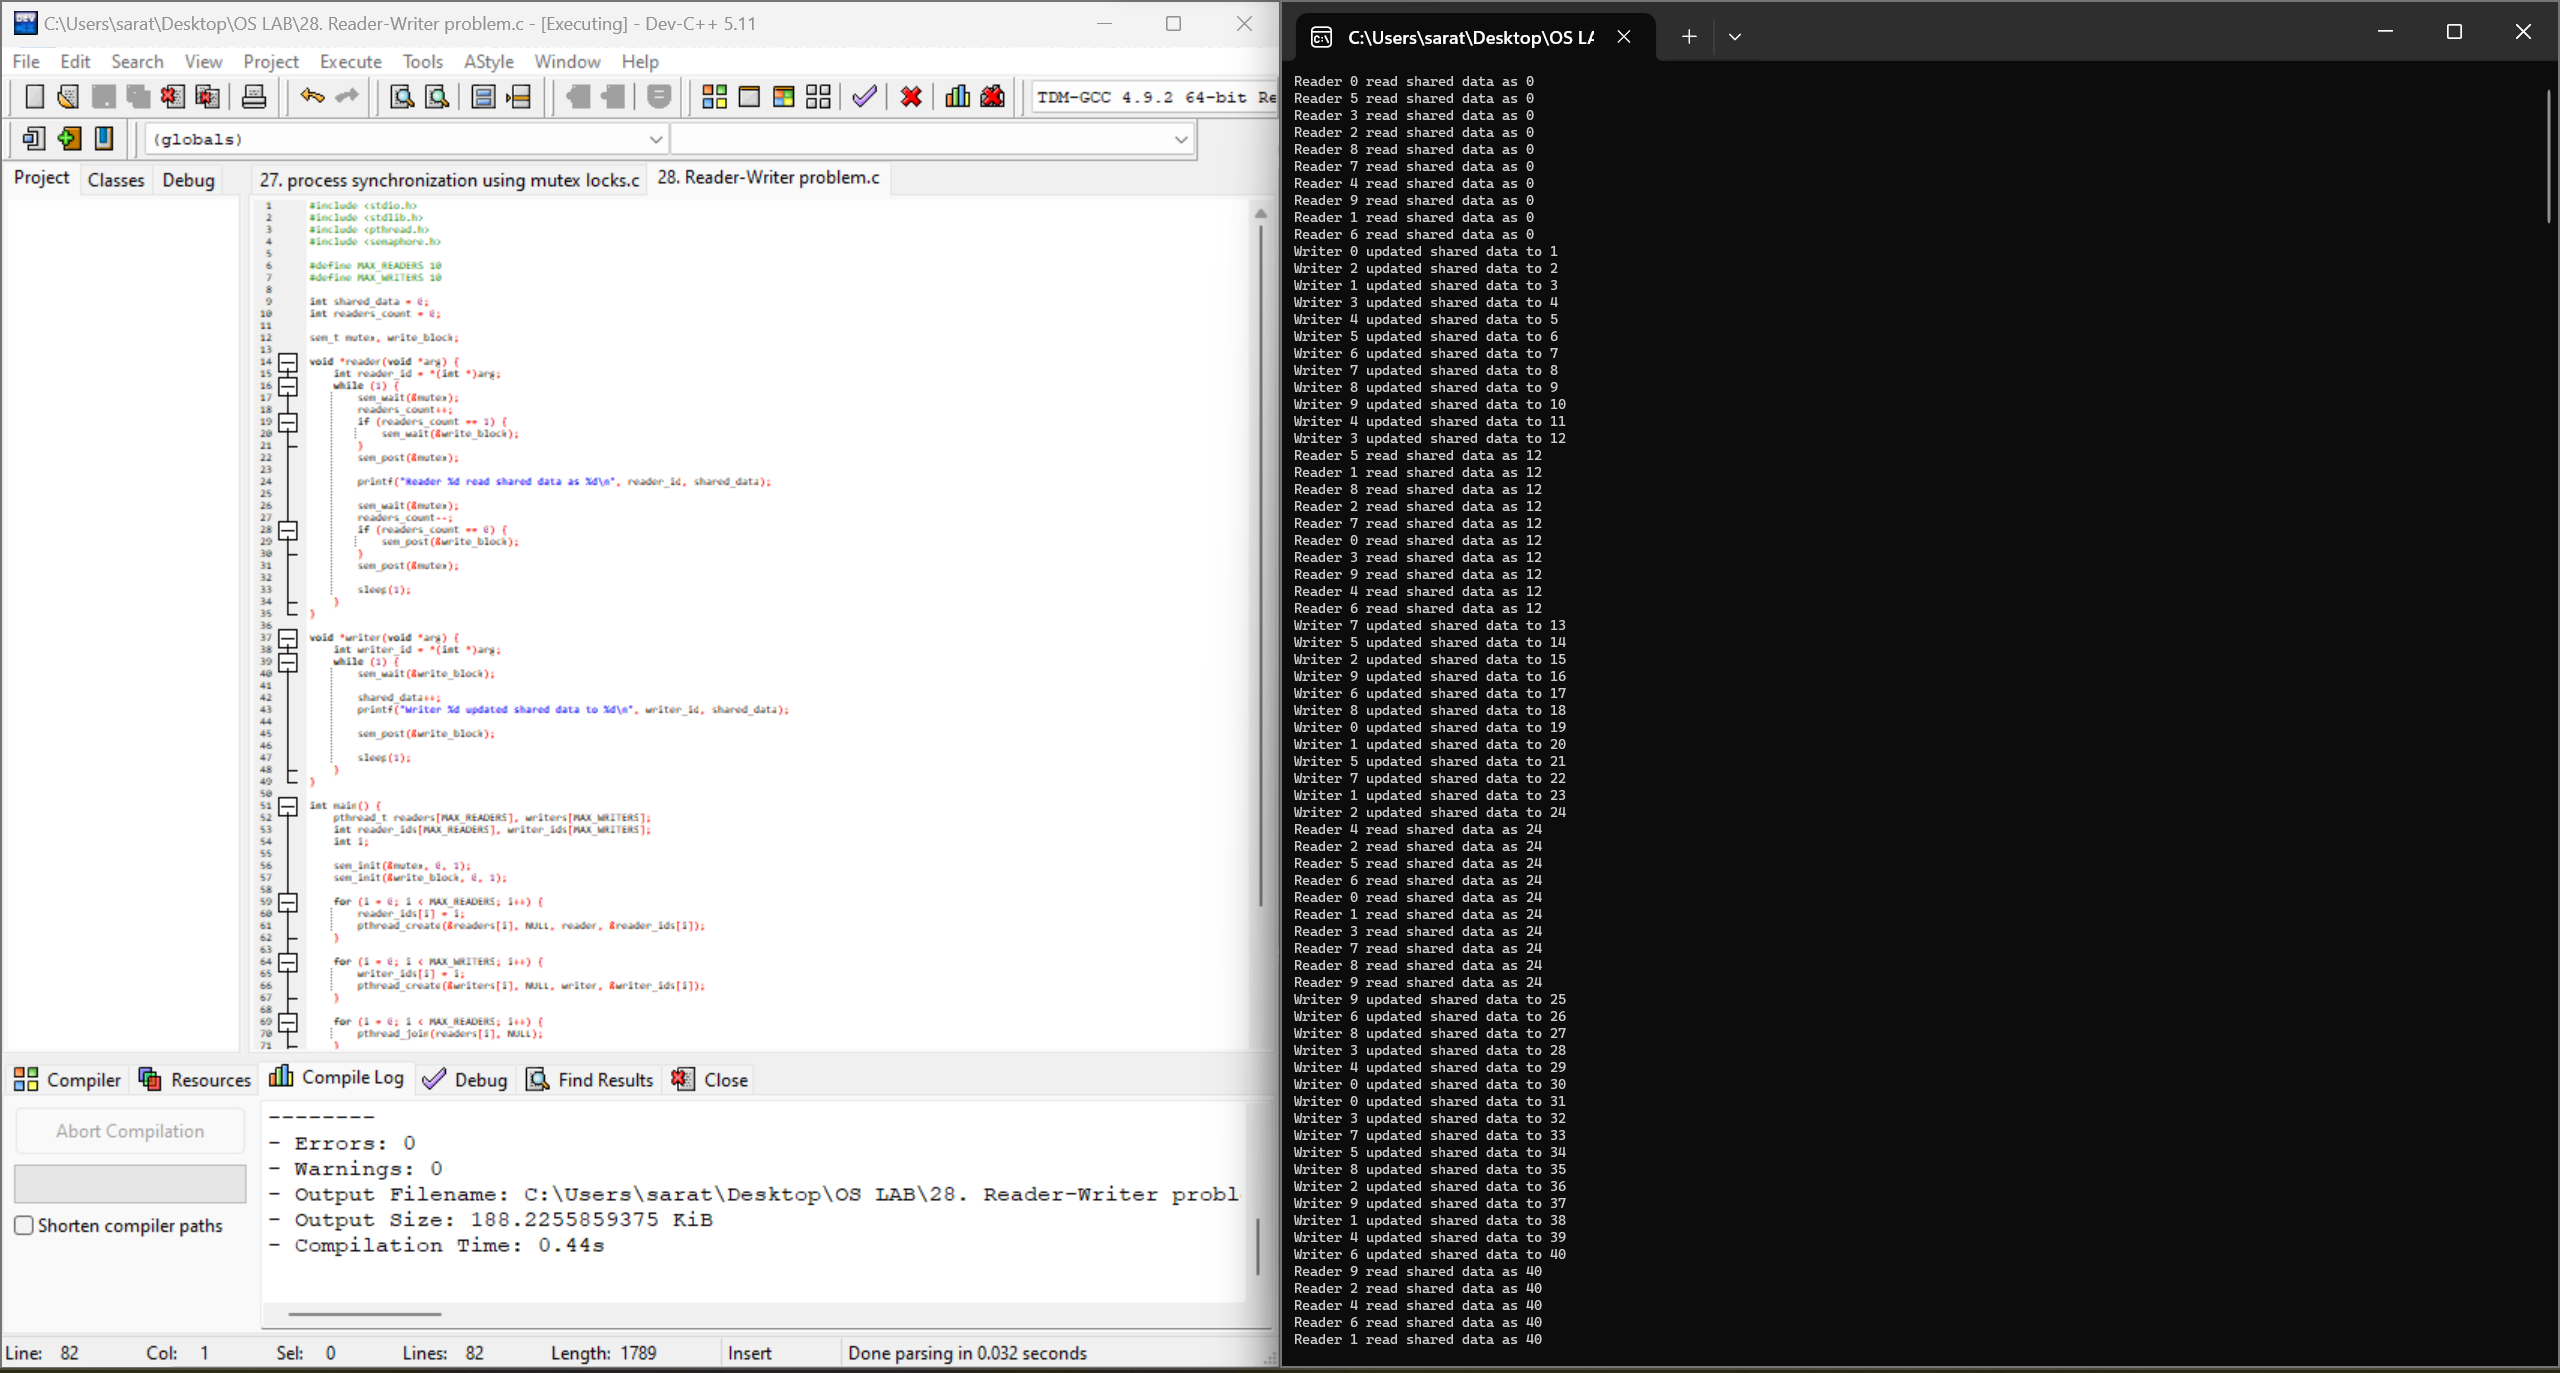 C:\Users\sarat\Desktop\OS LAB\28. Reader-Writer problem.c - [Executing] - Dev-C++ 5.11
File Edit Search View Project Execute Tools AStyle Window Help
TDM-GCC 4.9.2 64-bit Re
(globals)
Project Classes Debug
27. process synchronization using mutex locks.c 28. Reader-Writer problem.c
1 #include <stdio.h>
2 #include <stdlib.h>
3 #include <pthread.h>
4 #include <semaphore.h>
5
6 #define MAX_READERS 10
7 #define MAX_WRITERS 10
8
9 int shared_data = 0;
10 int readers_count = 0;
11
12 sem_t mutex, write_block;
13
14 void *reader(void *arg) {
15 int reader_id = *(int *)arg;
16 while (1) {
17 sem_wait(&mutex);
18 readers_count++;
19 if (readers_count == 1) {
20 sem_wait(&write_block);
21 }
22 sem_post(&mutex);
23
24 printf("Reader %d read shared data as %d\n", reader_id, shared_data);
25
26 sem_wait(&mutex);
27 readers_count--;
28 if (readers_count == 0) {
29 sem_post(&write_block);
30 }
31 sem_post(&mutex);
32
33 sleep(1);
34 }
35 }
36
37 void *writer(void *arg) {
38 int writer_id = *(int *)arg;
39 while (1) {
40 sem_wait(&write_block);
41
42 shared_data++;
43 printf("Writer %d updated shared data to %d\n", writer_id, shared_data);
44
45 sem_post(&write_block);
46
47 sleep(1);
48 }
49 }
50
51 int main() {
52 pthread_t readers[MAX_READERS], writers[MAX_WRITERS];
53 int reader_ids[MAX_READERS], writer_ids[MAX_WRITERS];
54 int i;
55
56 sem_init(&mutex, 0, 1);
57 sem_init(&write_block, 0, 1);
58
59 for (i = 0; i < MAX_READERS; i++) {
60 reader_ids[i] = i;
61 pthread_create(&readers[i], NULL, reader, &reader_ids[i]);
62 }
63
64 for (i = 0; i < MAX_WRITERS; i++) {
65 writer_ids[i] = i;
66 pthread_create(&writers[i], NULL, writer, &writer_ids[i]);
67 }
68
69 for (i = 0; i < MAX_READERS; i++) {
70 pthread_join(readers[i], NULL);
71 }
Compiler Resources Compile Log Debug Find Results Close
Abort Compilation
Shorten compiler paths
--------
- Errors: 0
- Warnings: 0
- Output Filename: C:\Users\sarat\Desktop\OS LAB\28. Reader-Writer probl
- Output Size: 188.2255859375 KiB
- Compilation Time: 0.44s
Line: 82 Col: 1 Sel: 0 Lines: 82 Length: 1789 Insert Done parsing in 0.032 seconds
C:\Users\sarat\Desktop\OS LA
Reader 0 read shared data as 0
Reader 5 read shared data as 0
Reader 3 read shared data as 0
Reader 2 read shared data as 0
Reader 8 read shared data as 0
Reader 7 read shared data as 0
Reader 4 read shared data as 0
Reader 9 read shared data as 0
Reader 1 read shared data as 0
Reader 6 read shared data as 0
Writer 0 updated shared data to 1
Writer 2 updated shared data to 2
Writer 1 updated shared data to 3
Writer 3 updated shared data to 4
Writer 4 updated shared data to 5
Writer 5 updated shared data to 6
Writer 6 updated shared data to 7
Writer 7 updated shared data to 8
Writer 8 updated shared data to 9
Writer 9 updated shared data to 10
Writer 4 updated shared data to 11
Writer 3 updated shared data to 12
Reader 5 read shared data as 12
Reader 1 read shared data as 12
Reader 8 read shared data as 12
Reader 2 read shared data as 12
Reader 7 read shared data as 12
Reader 0 read shared data as 12
Reader 3 read shared data as 12
Reader 9 read shared data as 12
Reader 4 read shared data as 12
Reader 6 read shared data as 12
Writer 7 updated shared data to 13
Writer 5 updated shared data to 14
Writer 2 updated shared data to 15
Writer 9 updated shared data to 16
Writer 6 updated shared data to 17
Writer 8 updated shared data to 18
Writer 0 updated shared data to 19
Writer 1 updated shared data to 20
Writer 5 updated shared data to 21
Writer 7 updated shared data to 22
Writer 1 updated shared data to 23
Writer 2 updated shared data to 24
Reader 4 read shared data as 24
Reader 2 read shared data as 24
Reader 5 read shared data as 24
Reader 6 read shared data as 24
Reader 0 read shared data as 24
Reader 1 read shared data as 24
Reader 3 read shared data as 24
Reader 7 read shared data as 24
Reader 8 read shared data as 24
Reader 9 read shared data as 24
Writer 9 updated shared data to 25
Writer 6 updated shared data to 26
Writer 8 updated shared data to 27
Writer 3 updated shared data to 28
Writer 4 updated shared data to 29
Writer 0 updated shared data to 30
Writer 0 updated shared data to 31
Writer 3 updated shared data to 32
Writer 7 updated shared data to 33
Writer 5 updated shared data to 34
Writer 8 updated shared data to 35
Writer 2 updated shared data to 36
Writer 9 updated shared data to 37
Writer 1 updated shared data to 38
Writer 4 updated shared data to 39
Writer 6 updated shared data to 40
Reader 9 read shared data as 40
Reader 2 read shared data as 40
Reader 4 read shared data as 40
Reader 6 read shared data as 40
Reader 1 read shared data as 40